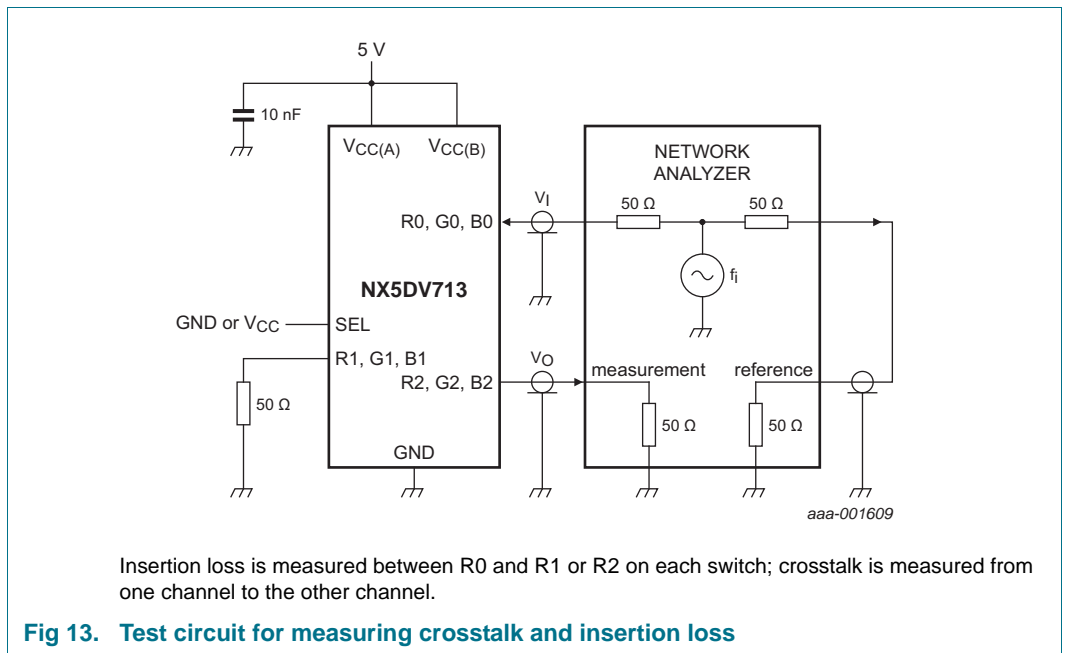 5 V
10 nF
VCC(A) VCC(B)
NETWORK
ANALYZER
VI
50 Ω 50 Ω
R0, G0, B0
fi
NX5DV713
GND or VCC
SEL
R1, G1, B1
VO
measurement reference
R2, G2, B2
50 Ω
50 Ω 50 Ω
GND
aaa-001609
Insertion loss is measured between R0 and R1 or R2 on each switch; crosstalk is measured from
one channel to the other channel.
Fig 13. Test circuit for measuring crosstalk and insertion loss